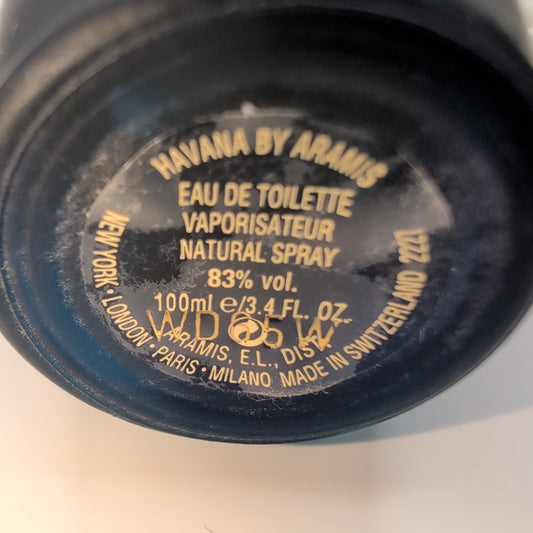 HAVANA BY ARAMIS
EAU DE TOILETTE
VAPORISATEUR
NATURAL SPRAY
83% vol.
100ml e/3.4 FL. OZ.
ARAMIS, E.L., DIST.
NEW YORK · LONDON · PARIS · MILANO MADE IN SWITZERLAND 2221